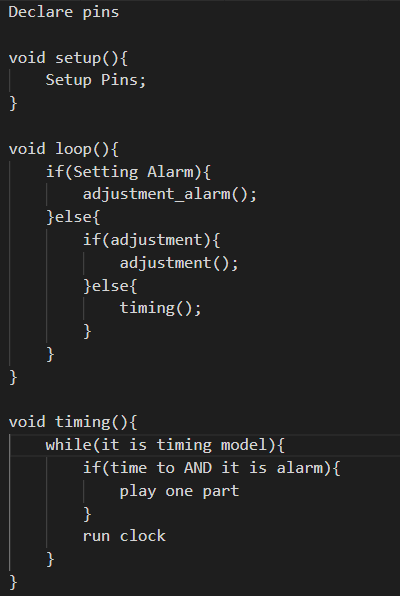 Declare pins
void setup(){
Setup Pins;
}
void loop(){
if(Setting Alarm){
adjustment_alarm();
}else{
if(adjustment){
adjustment();
}else{
timing();
}
}
}
void timing(){
while(it is timing model){
if(time to AND it is alarm){
play one part
}
run clock
}
}